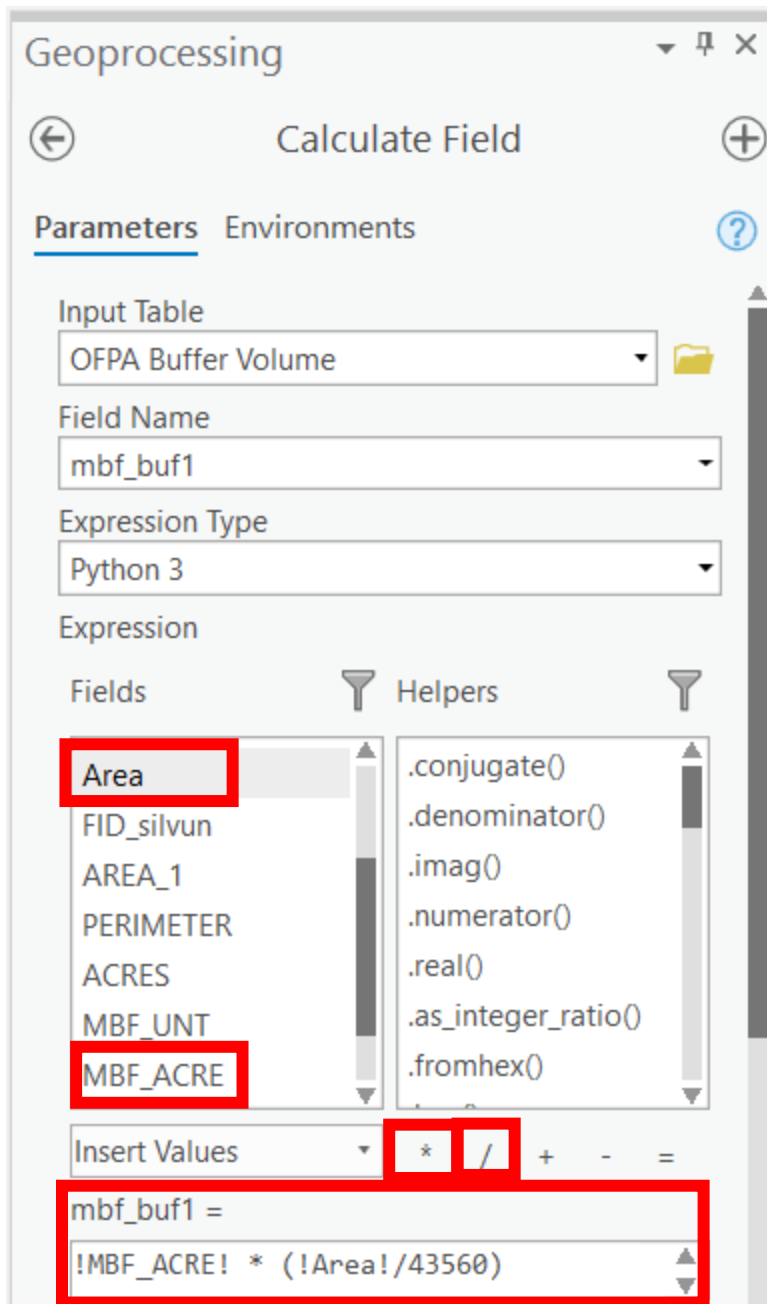 Geoprocessing
Calculate Field
Parameters Environments
Input Table
OFPA Buffer Volume
Field Name
mbf_buf1
Expression Type
Python 3
Expression
Fields Helpers
Area
FID_silvun
AREA_1
PERIMETER
ACRES
MBF_UNT
MBF_ACRE
.conjugate()
.denominator()
.imag()
.numerator()
.real()
.as_integer_ratio()
.fromhex()
Insert Values * / + - =
mbf_buf1 =
!MBF_ACRE! * (!Area!/43560)